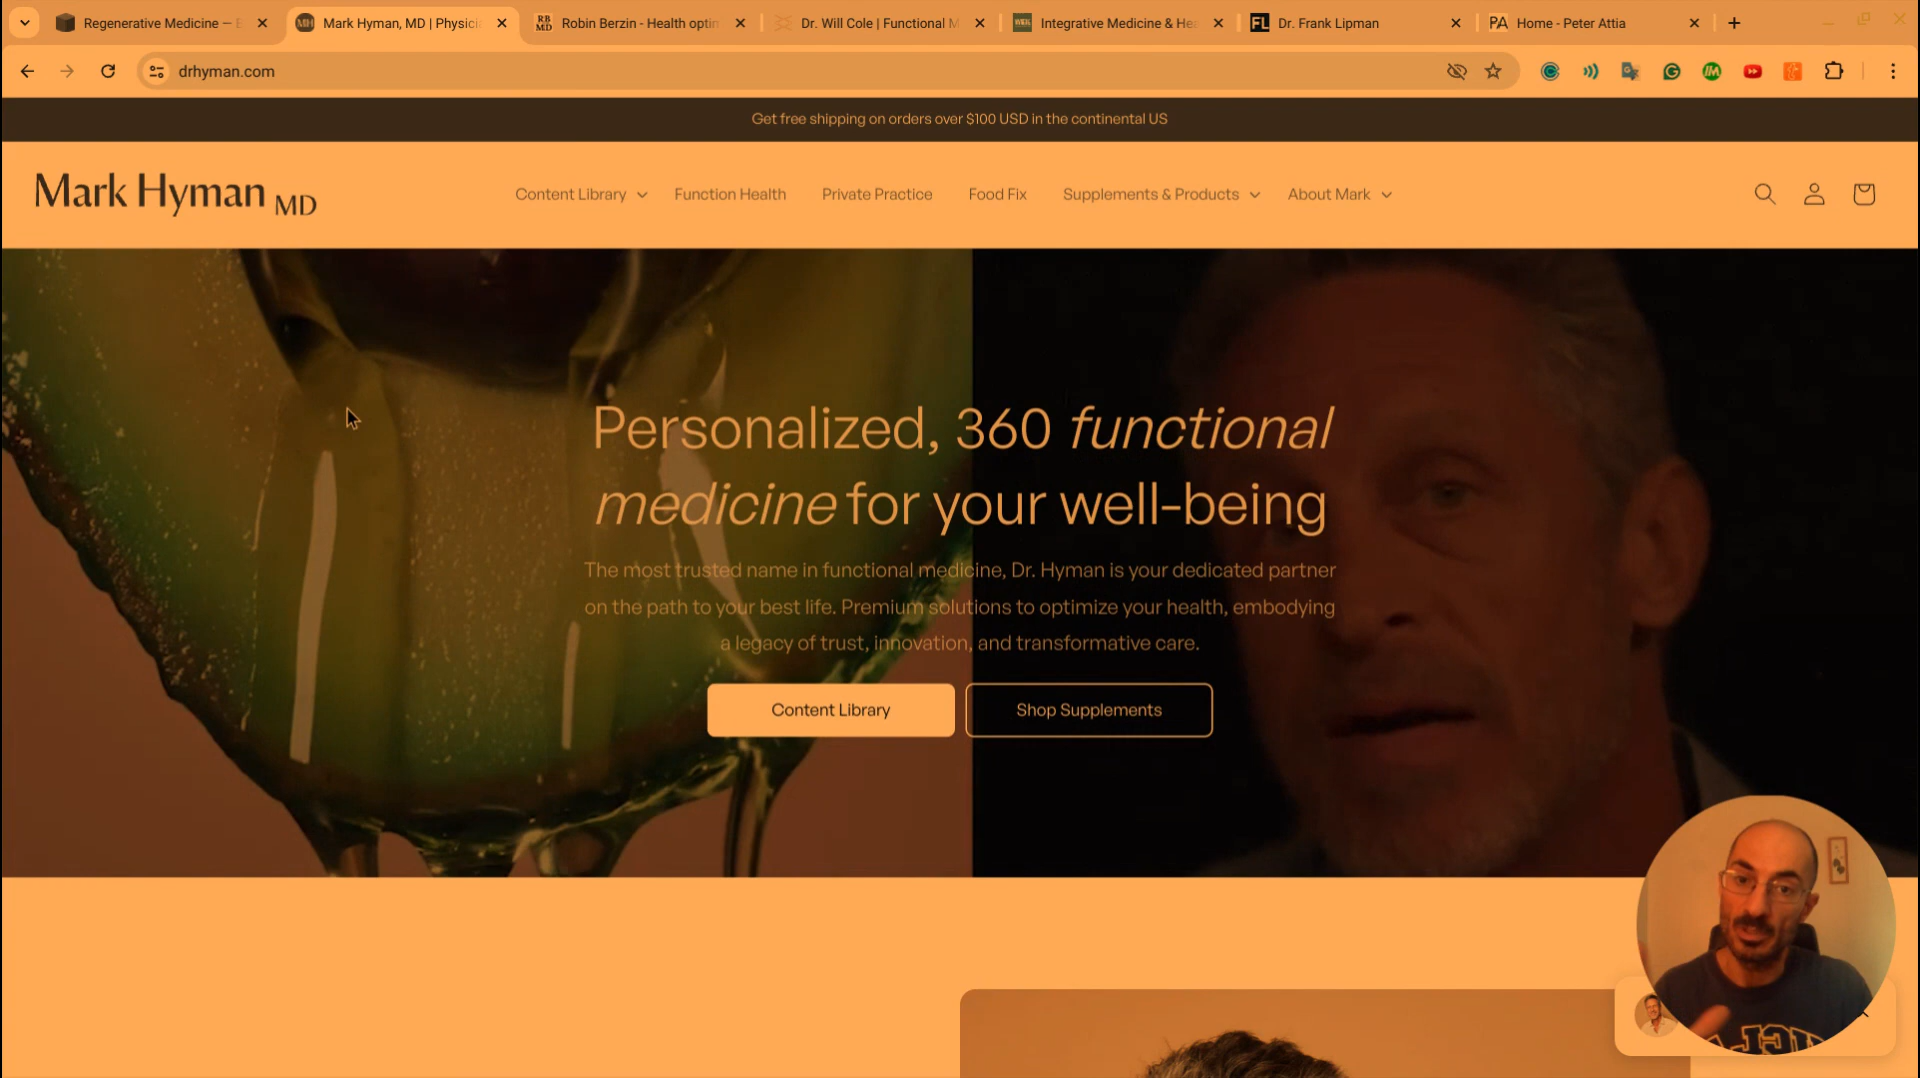 Regenerative Medicine —
Mark Hyman, MD | Physici
Robin Berzin - Health optin
Dr. Will Cole | Functional M
Integrative Medicine & Hea
FL
Dr. Frank Lipman
PA
Home - Peter Attia
drhyman.com
Get free shipping on orders over $100 USD in the continental US
Mark Hyman MD
Content Library
Function Health
Private Practice
Food Fix
Supplements & Products
About Mark
Personalized, 360 functional
medicine for your well-being
The most trusted name in functional medicine, Dr. Hyman is your dedicated partner
on the path to your best life. Premium solutions to optimize your health, embodying
a legacy of trust, innovation, and transformative care.
Content Library
Shop Supplements